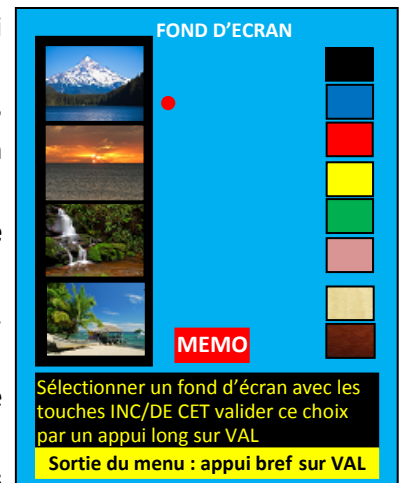 FOND D'ECRAN
MEMO
Sélectionner un fond d'écran avec les
touches INC/DE CET valider ce choix
par un appui long sur VAL
Sortie du menu : appui bref sur VAL